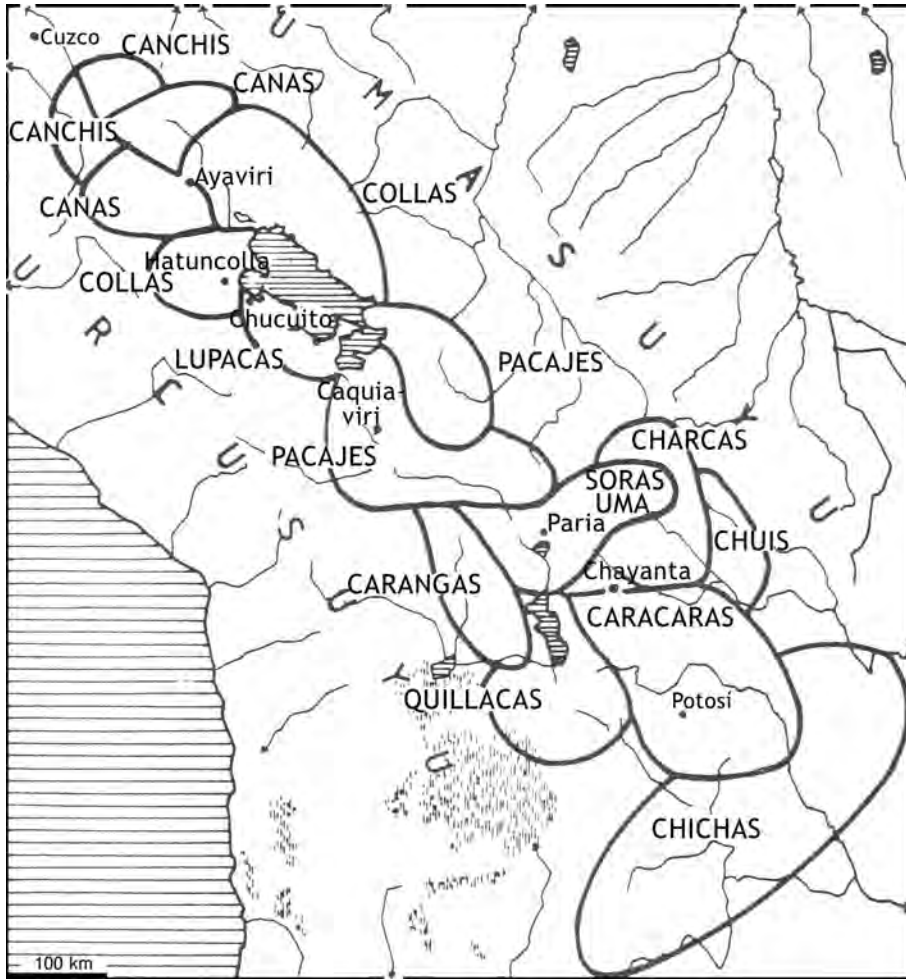 Cuzco
CANCHIS
CANAS
CANCHIS
Ayaviri
CANAS
COLLAS
Hatuncolla
COLLAS
Chucuito
LUPACAS
PACAJES
Caquia-
viri
PACAJES
CHARCAS
SORAS
UMA
Paria
CHUIS
Chayanta
CARANGAS
CARACARAS
QUILLACAS
Potosí
CHICHAS
U M A S U Y U
U R C U S U Y U
100 km